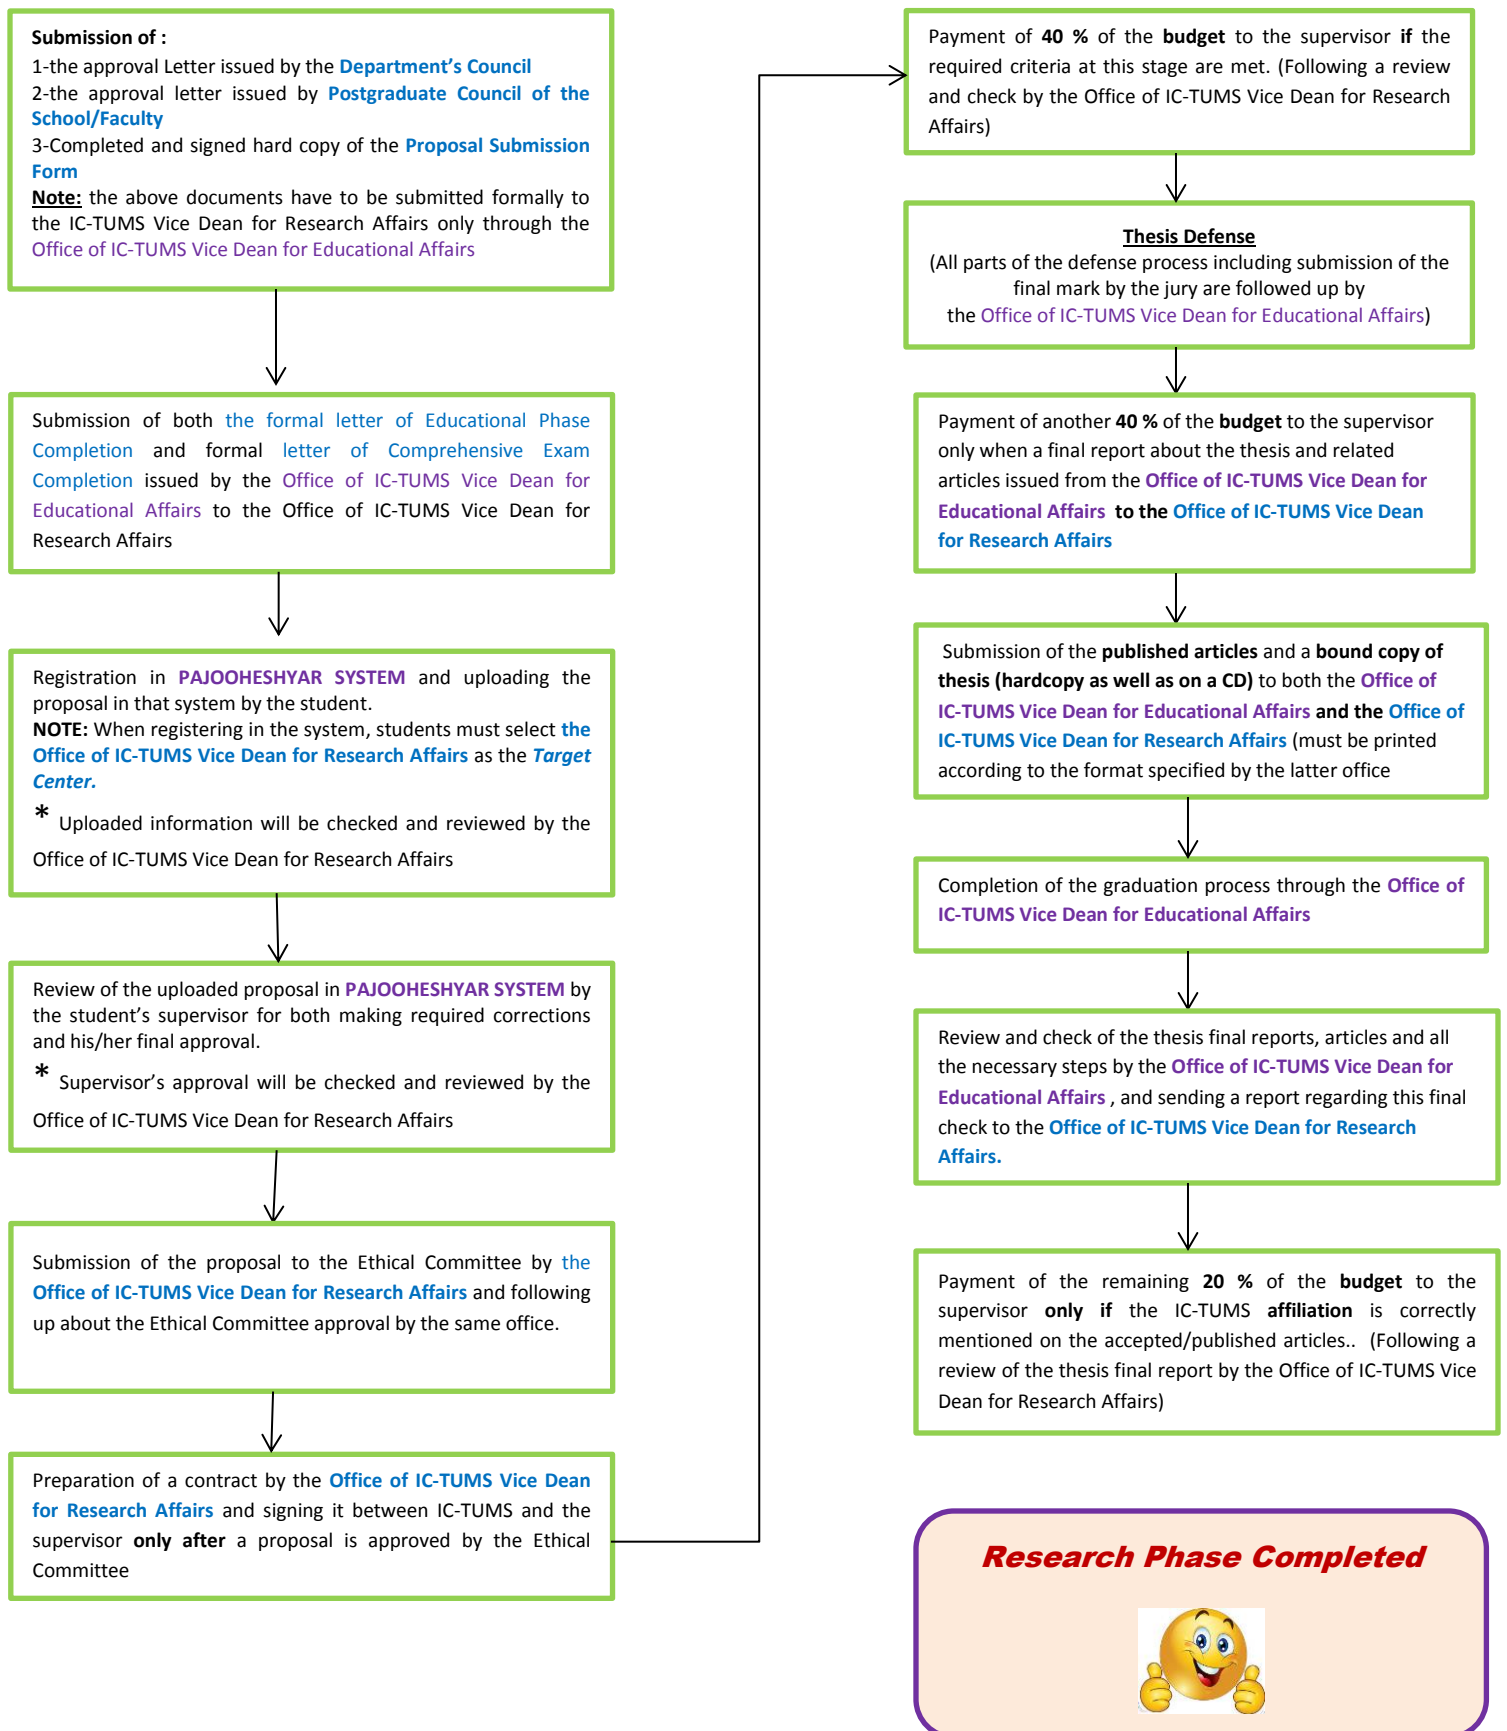 Submission of :
1-the approval Letter issued by the Department's Council
2-the approval letter issued by Postgraduate Council of the
School/Faculty
3-Completed and signed hard copy of the Proposal Submission
Form
Note: the above documents have to be submitted formally to
the IC-TUMS Vice Dean for Research Affairs only through the
Office of IC-TUMS Vice Dean for Educational Affairs
Submission of both the formal letter of Educational Phase
Completion and formal letter of Comprehensive Exam
Completion issued by the Office of IC-TUMS Vice Dean for
Educational Affairs to the Office of IC-TUMS Vice Dean for
Research Affairs
Registration in PAJOOHESHYAR SYSTEM and uploading the
proposal in that system by the student.
NOTE: When registering in the system, students must select the
Office of IC-TUMS Vice Dean for Research Affairs as the Target
Center.
* Uploaded information will be checked and reviewed by the
Office of IC-TUMS Vice Dean for Research Affairs
Review of the uploaded proposal in PAJOOHESHYAR SYSTEM by
the student's supervisor for both making required corrections
and his/her final approval.
* Supervisor's approval will be checked and reviewed by the
Office of IC-TUMS Vice Dean for Research Affairs
Submission of the proposal to the Ethical Committee by the
Office of IC-TUMS Vice Dean for Research Affairs and following
up about the Ethical Committee approval by the same office.
Preparation of a contract by the Office of IC-TUMS Vice Dean
for Research Affairs and signing it between IC-TUMS and the
supervisor only after a proposal is approved by the Ethical
Committee
Payment of 40 % of the budget to the supervisor if the
required criteria at this stage are met. (Following a review
and check by the Office of IC-TUMS Vice Dean for Research
Affairs)
Thesis Defense
(All parts of the defense process including submission of the
final mark by the jury are followed up by
the Office of IC-TUMS Vice Dean for Educational Affairs)
Payment of another 40 % of the budget to the supervisor
only when a final report about the thesis and related
articles issued from the Office of IC-TUMS Vice Dean for
Educational Affairs to the Office of IC-TUMS Vice Dean
for Research Affairs
Submission of the published articles and a bound copy of
thesis (hardcopy as well as on a CD) to both the Office of
IC-TUMS Vice Dean for Educational Affairs and the Office of
IC-TUMS Vice Dean for Research Affairs (must be printed
according to the format specified by the latter office
Completion of the graduation process through the Office of
IC-TUMS Vice Dean for Educational Affairs
Review and check of the thesis final reports, articles and all
the necessary steps by the Office of IC-TUMS Vice Dean for
Educational Affairs , and sending a report regarding this final
check to the Office of IC-TUMS Vice Dean for Research
Affairs.
Payment of the remaining 20 % of the budget to the
supervisor only if the IC-TUMS affiliation is correctly
mentioned on the accepted/published articles.. (Following a
review of the thesis final report by the Office of IC-TUMS Vice
Dean for Research Affairs)
Research Phase Completed